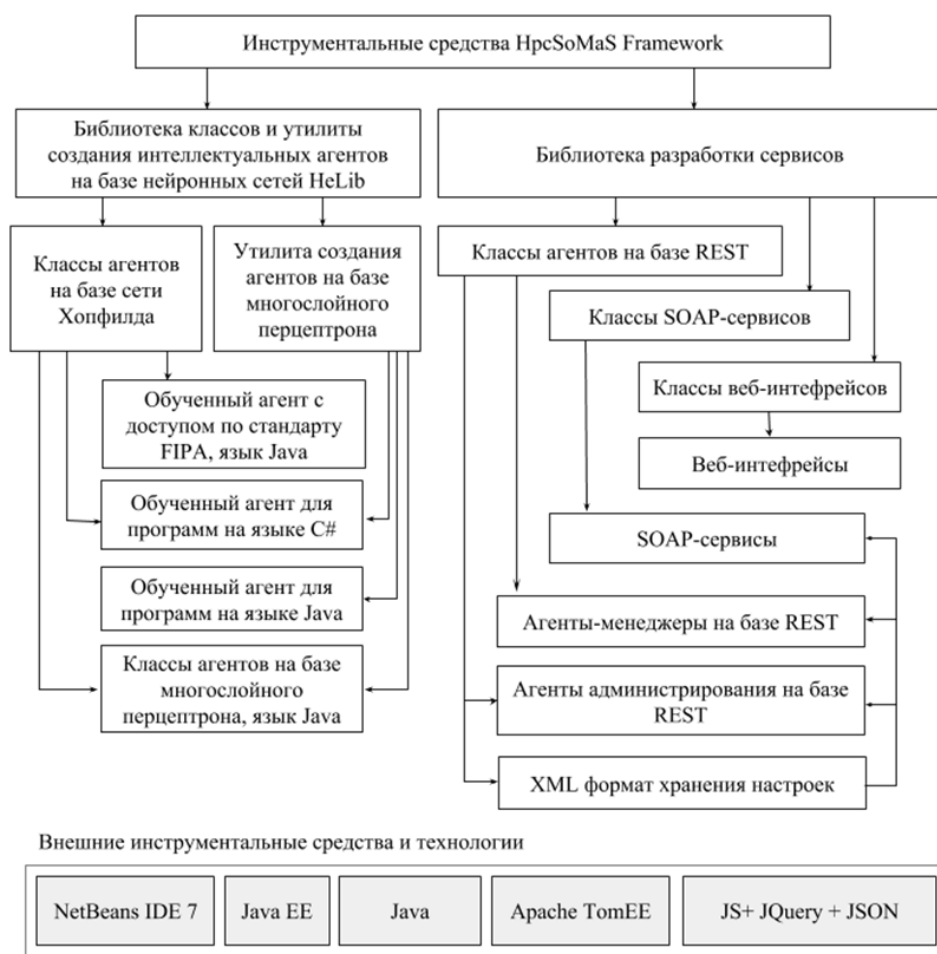 Инструментальные средства HpcSoMaS Framework
Библиотека классов и утилиты
создания интеллектуальных агентов
на базе нейронных сетей HeLib
Библиотека разработки сервисов
Классы агентов
на базе сети
Хопфилда
Утилита создания
агентов на базе
многослойного
перцептрона
Классы агентов на базе REST
Классы SOAP-сервисов
Классы веб-интефрейсов
Веб-интефрейсы
Обученный агент с
доступом по стандарту
FIPA, язык Java
Обученный агент для
программ на языке C#
Обученный агент для
программ на языке Java
Классы агентов на базе
многослойного
перцептрона, язык Java
SOAP-сервисы
Агенты-менеджеры на базе REST
Агенты администрирования на базе
REST
XML формат хранения настроек
Внешние инструментальные средства и технологии
NetBeans IDE 7
Java EE
Java
Apache TomEE
JS+ JQuery + JSON